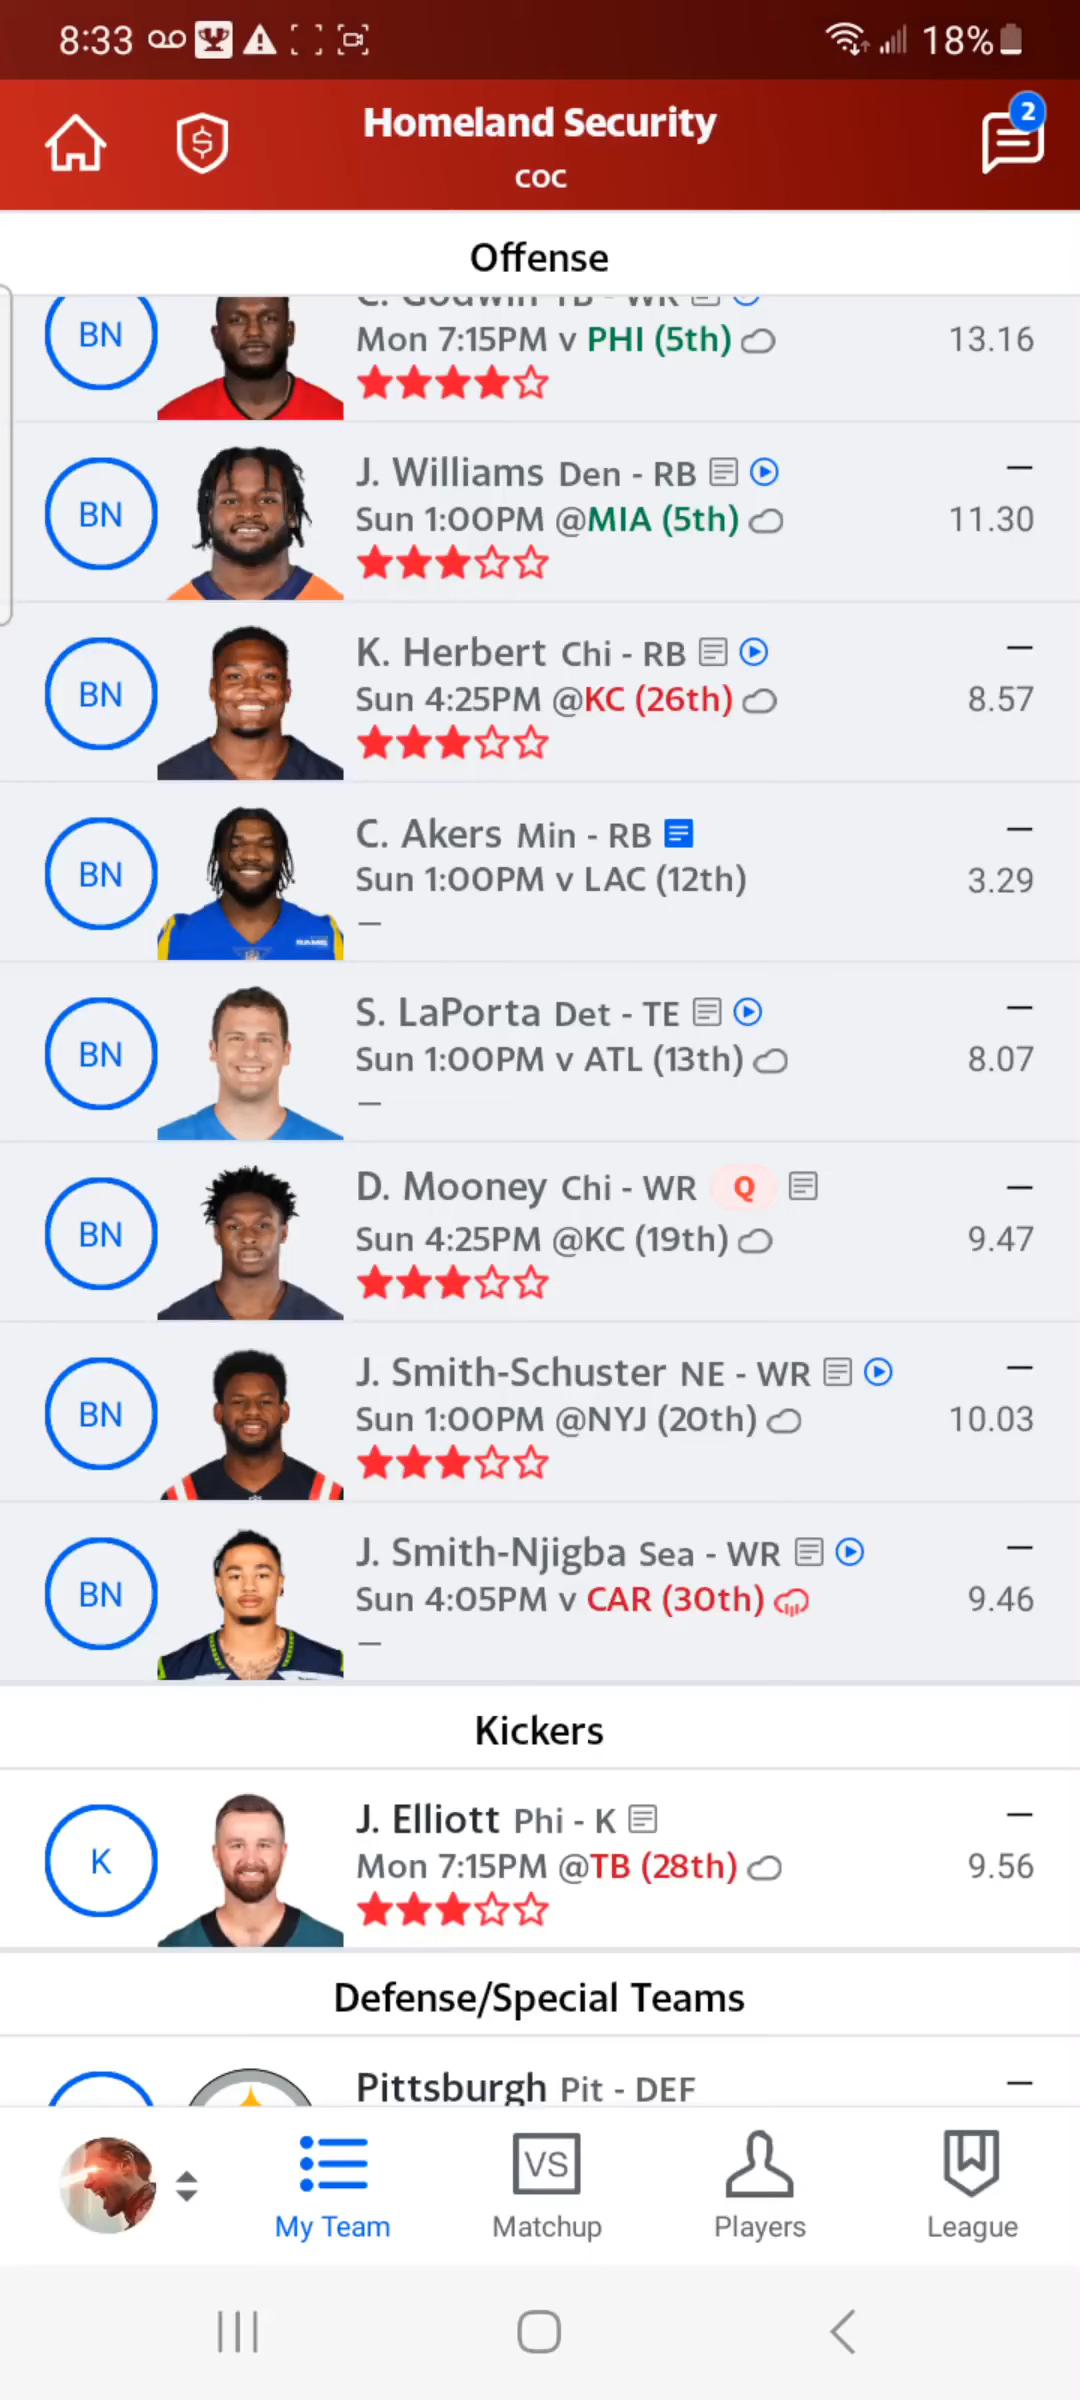 8:33
18%
Homeland Security
COC
2
Offense
BN
C. Godwin TB - WR
Mon 7:15PM v PHI (5th)
13.16
BN
J. Williams Den - RB
–
Sun 1:00PM @MIA (5th)
11.30
BN
K. Herbert Chi - RB
–
Sun 4:25PM @KC (26th)
8.57
BN
C. Akers Min - RB
–
Sun 1:00PM v LAC (12th)
3.29
–
RAMS
BN
S. LaPorta Det - TE
–
Sun 1:00PM v ATL (13th)
8.07
–
BN
D. Mooney Chi - WR Q
–
Sun 4:25PM @KC (19th)
9.47
BN
J. Smith-Schuster NE - WR
–
Sun 1:00PM @NYJ (20th)
10.03
BN
J. Smith-Njigba Sea - WR
–
Sun 4:05PM v CAR (30th)
9.46
–
Kickers
K
J. Elliott Phi - K
–
Mon 7:15PM @TB (28th)
9.56
Defense/Special Teams
Pittsburgh Pit - DEF
–
My Team
VS
Matchup
Players
League